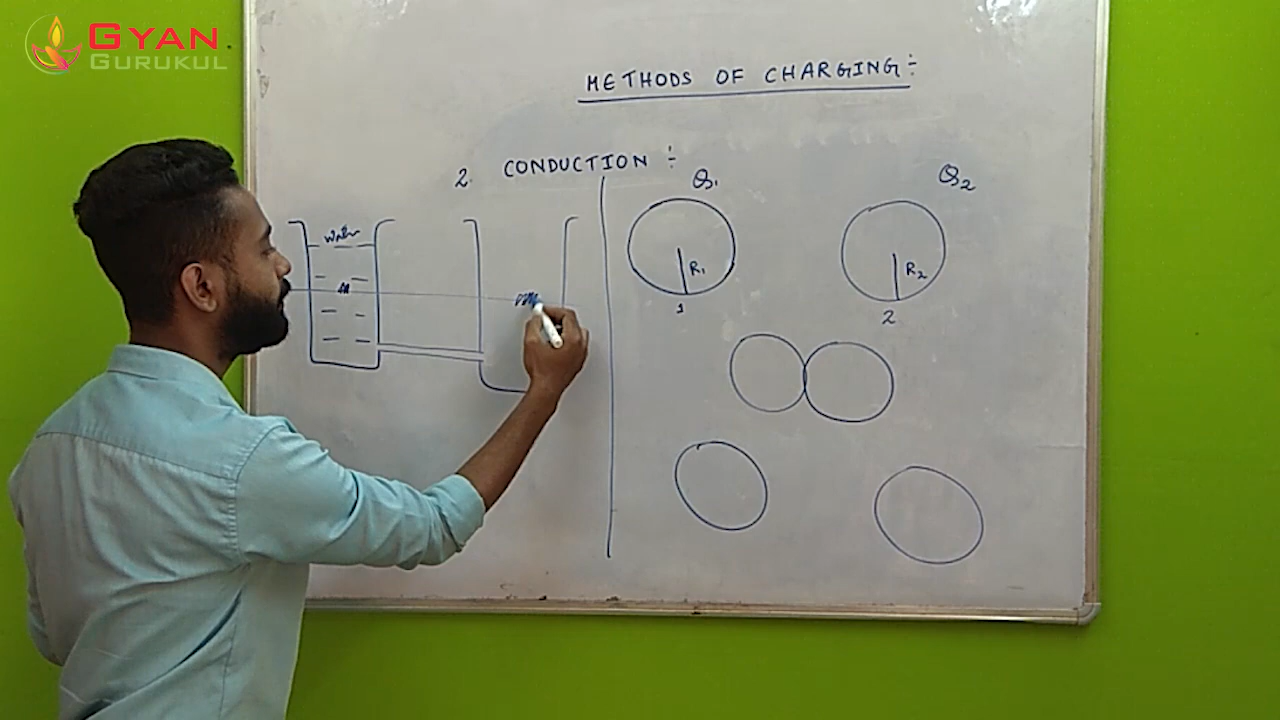 GYAN
GURUKUL
METHODS OF CHARGING :-
2. CONDUCTION :-
Q1
Q2
Water
R1
R2
1
2